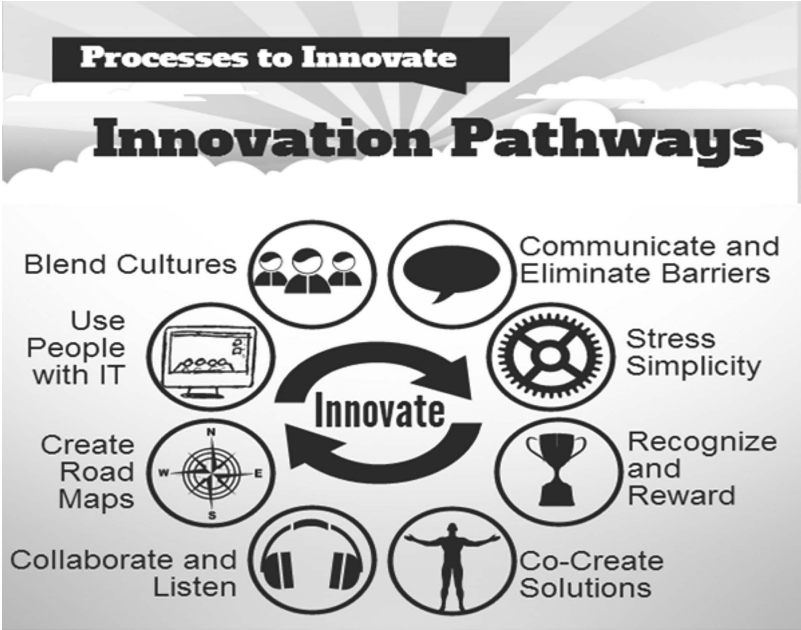 Processes to Innovate
Innovation Pathways
Blend Cultures
Communicate and
Eliminate Barriers
Use
People
with IT
Stress
Simplicity
Innovate
Create
Road
Maps
N
W
E
S
Recognize
and
Reward
Collaborate and
Listen
Co-Create
Solutions